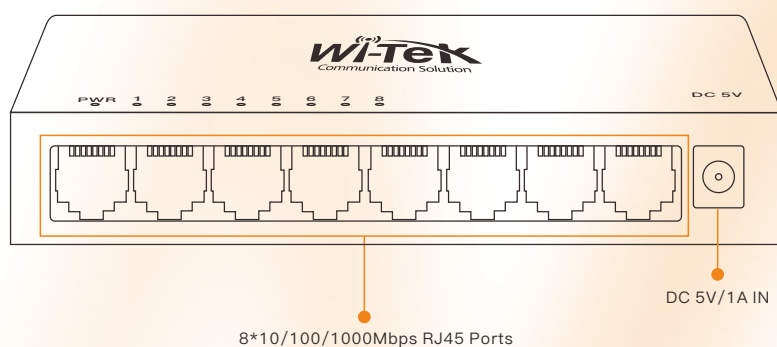 Wi-Tek
Communication Solution
PWR 1 2 3 4 5 6 7 8
DC 5V
DC 5V/1A IN
8*10/100/1000Mbps RJ45 Ports